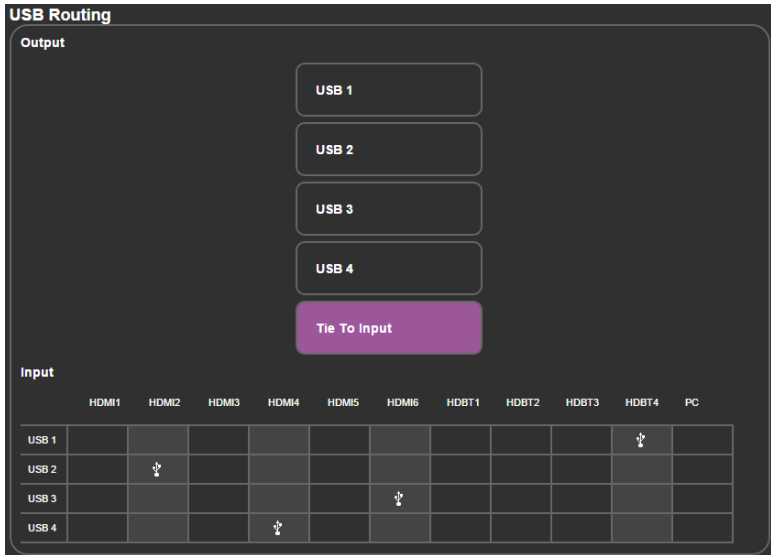 USB Routing
Output
USB 1
USB 2
USB 3
USB 4
Tie To Input
Input
HDMI1 HDMI2 HDMI3 HDMI4 HDMI5 HDMI6 HDBT1 HDBT2 HDBT3 HDBT4 PC
USB 1
USB 2
USB 3
USB 4